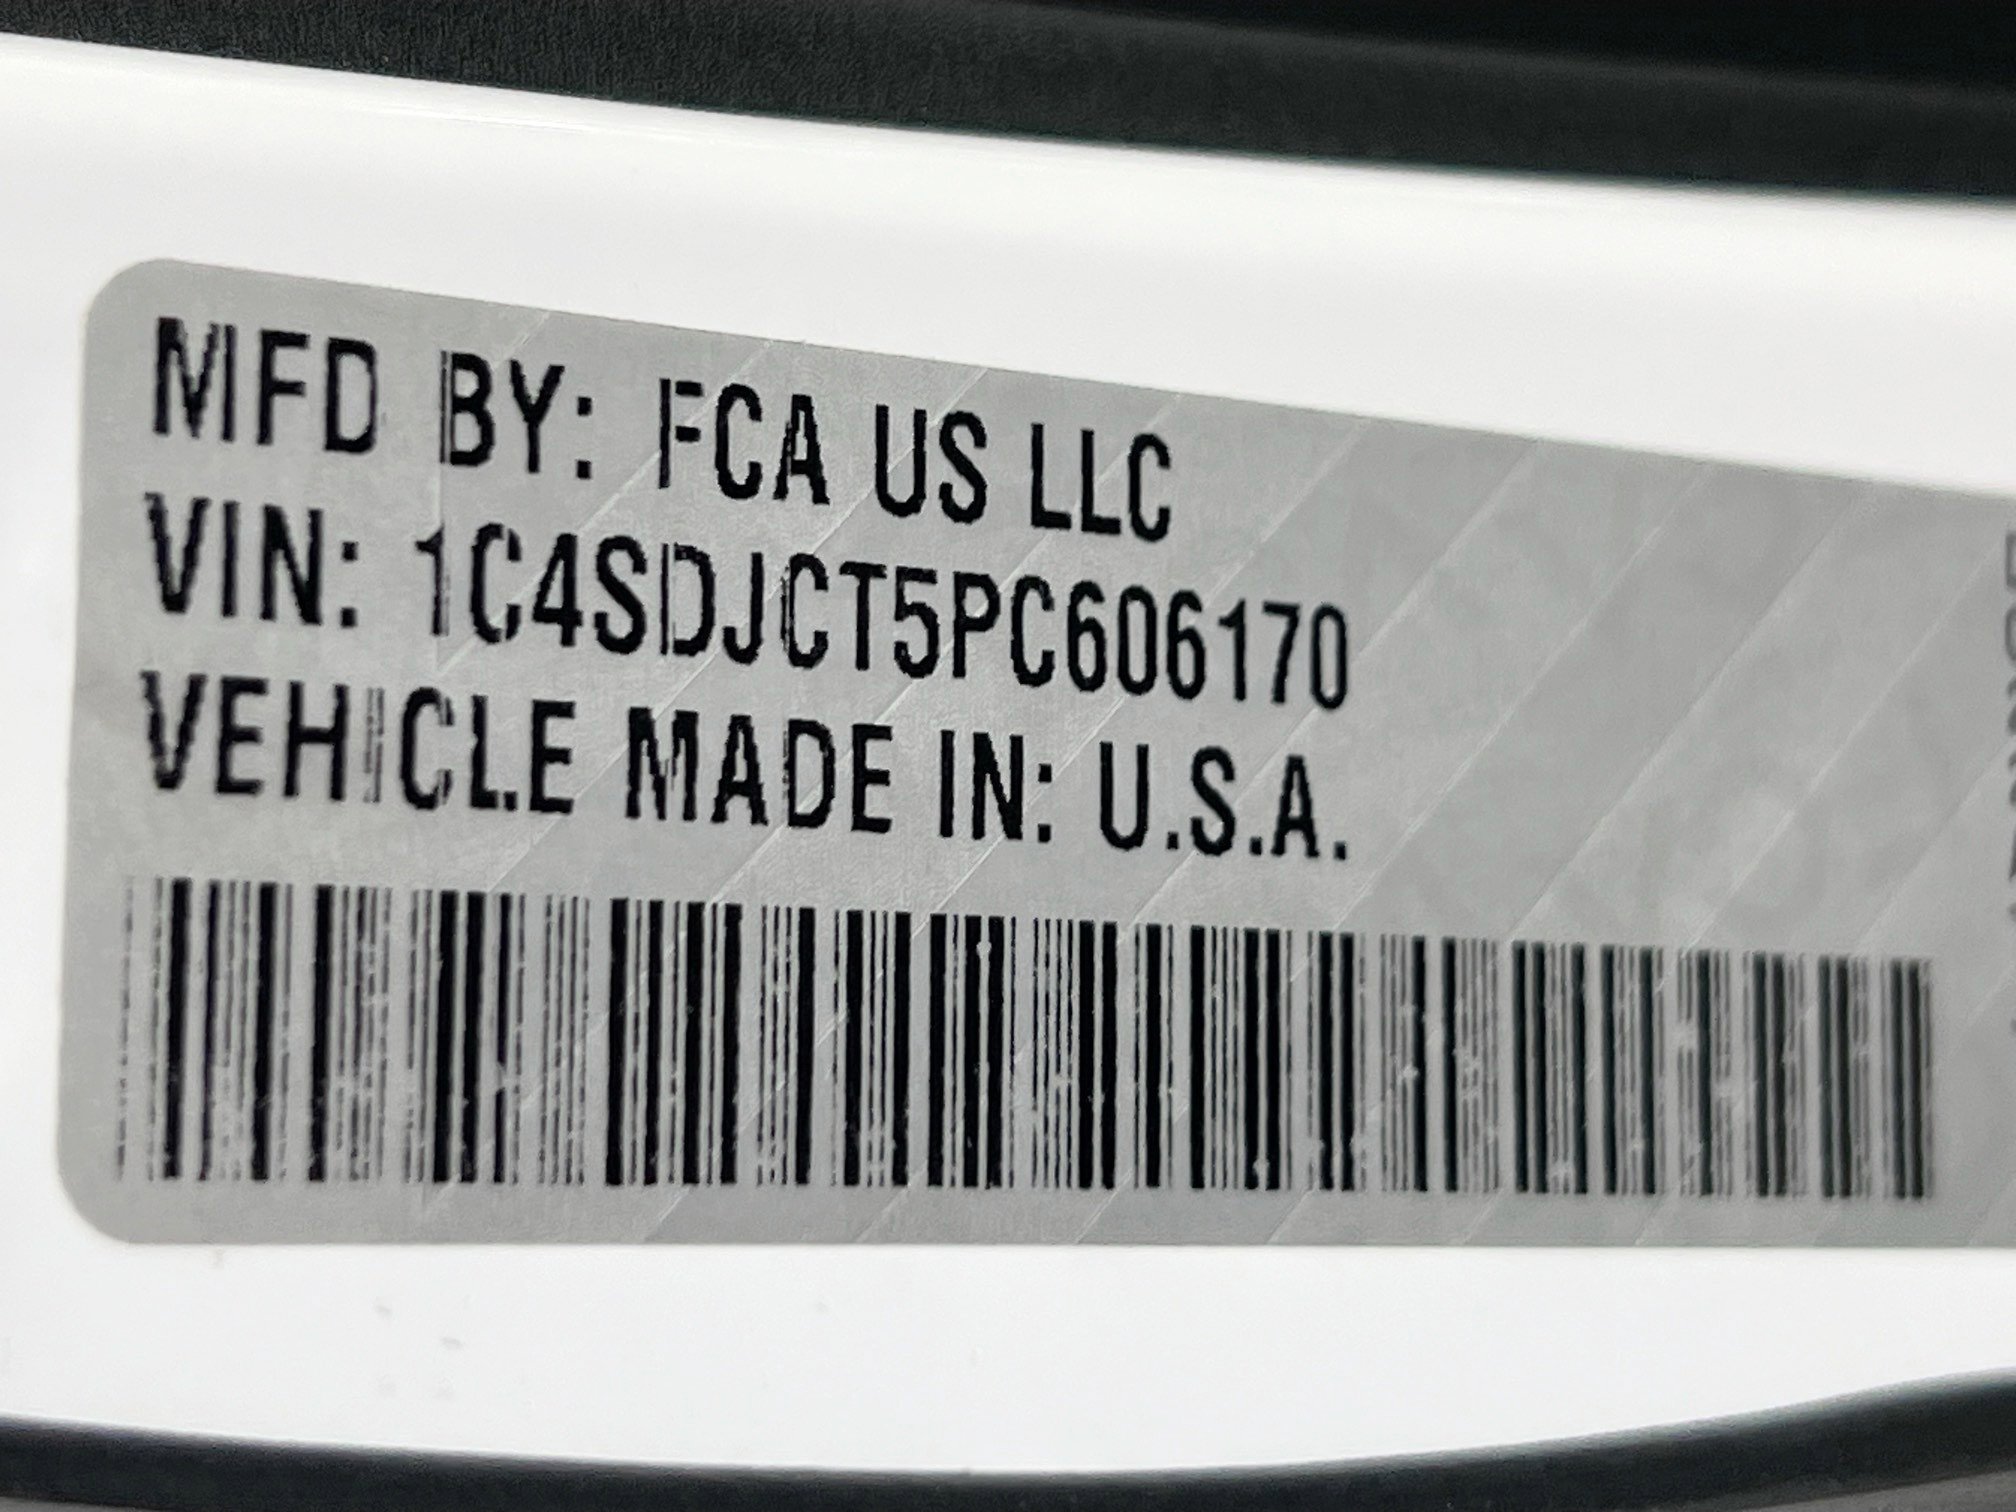 MFD BY: FCA US LLC
VIN: 1C4SDJCT5PC606170
VEHICLE MADE IN: U.S.A.